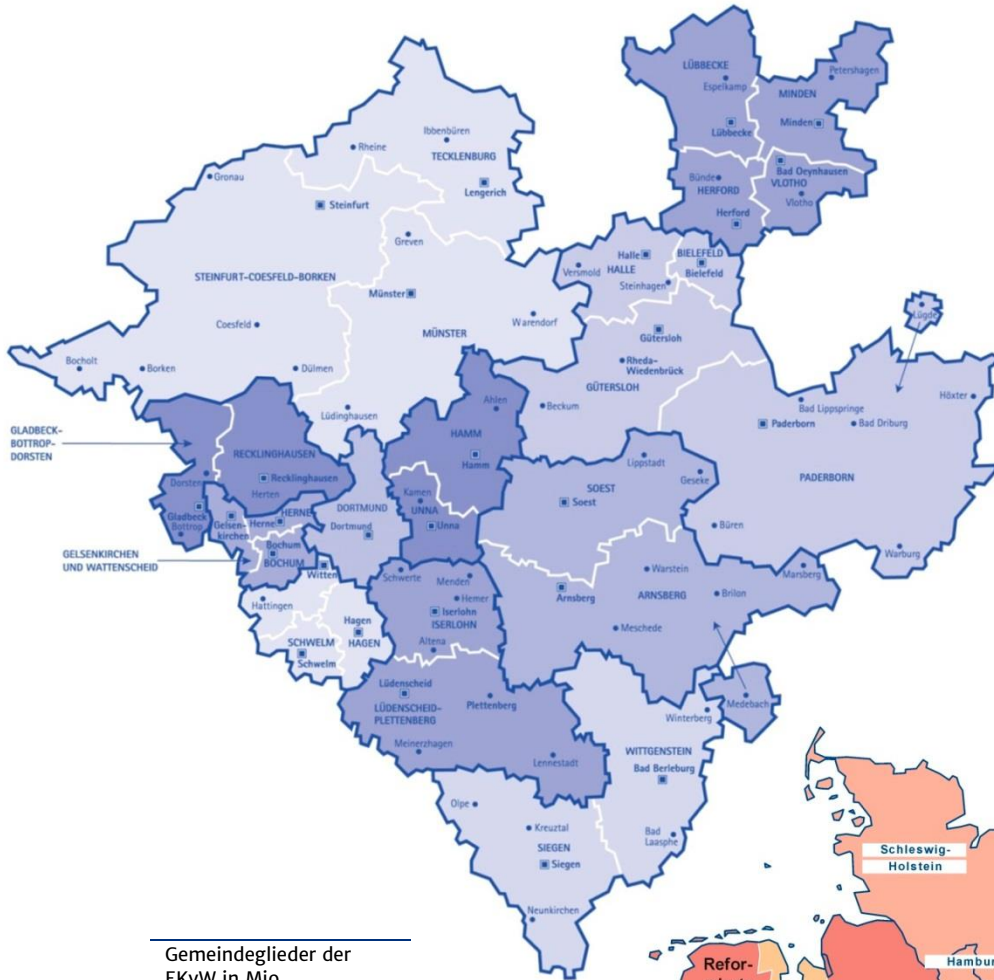 LÜBBECKE
Espelkamp
Petershagen
MINDEN
Lübbecke
Minden
Bad Oeynhausen
VLOTHO
Vlotho
Bünde
HERFORD
Herford
Ibbenbüren
Rheine
TECKLENBURG
Gronau
Lengerich
Steinfurt
Greven
STEINFURT-COESFELD-BORKEN
Münster
Coesfeld
MÜNSTER
Warendorf
Bocholt
Borken
Dülmen
Lüdinghausen
Halle
HALLE
Versmold
Steinhagen
BIELEFELD
Bielefeld
Gütersloh
Rheda-
Wiedenbrück
GÜTERSLOH
Beckum
Lügde
Höxter
Bad Lippspringe
Paderborn
Bad Driburg
PADERBORN
Büren
Warburg
GLADBECK-
BOTTROP-
DORSTEN
RECKLINGHAUSEN
Recklinghausen
Herten
Dorsten
Gladbeck
Bottrop
Gelsen-
kirchen
HERNE
Herne
Bochum
BOCHUM
GELSENKIRCHEN
UND WATTENSCHEID
Witten
DORTMUND
Dortmund
Ahlen
HAMM
Hamm
Kamen
UNNA
Unna
Lippstadt
Geseke
SOEST
Soest
Warstein
Arnsberg
ARNSBERG
Brilon
Marsberg
Meschede
Medebach
Hattingen
SCHWELM
Schwelm
Hagen
HAGEN
Schwerte
Menden
Hemer
Iserlohn
ISERLOHN
Altena
Lüdenscheid
LÜDENSCHEID-
PLETTENBERG
Plettenberg
Meinerzhagen
Lennestadt
Winterberg
WITTGENSTEIN
Bad Berleburg
Bad
Laasphe
Olpe
Kreuztal
SIEGEN
Siegen
Neunkirchen
Schleswig-
Holstein
Refor-
Gemeindeglieder der
EKvW in Mio